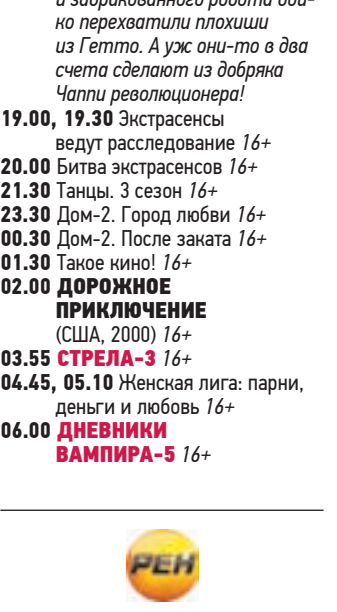 и забракованного робота одна-
ко перехватили плохиши
из Гетто. А уж они-то в два
счета сделают из добряка
Чаппи революционера!
19.00, 19.30 Экстрасенсы
ведут расследование 16+
20.00 Битва экстрасенсов 16+
21.30 Танцы. 3 сезон 16+
23.30 Дом-2. Город любви 16+
00.30 Дом-2. После заката 16+
01.30 Такое кино! 16+
02.00 ДОРОЖНОЕ
ПРИКЛЮЧЕНИЕ
(США, 2000) 16+
03.55 СТРЕЛА-3 16+
04.45, 05.10 Женская лига: парни,
деньги и любовь 16+
06.00 ДНЕВНИКИ
ВАМПИРА-5 16+
РЕН